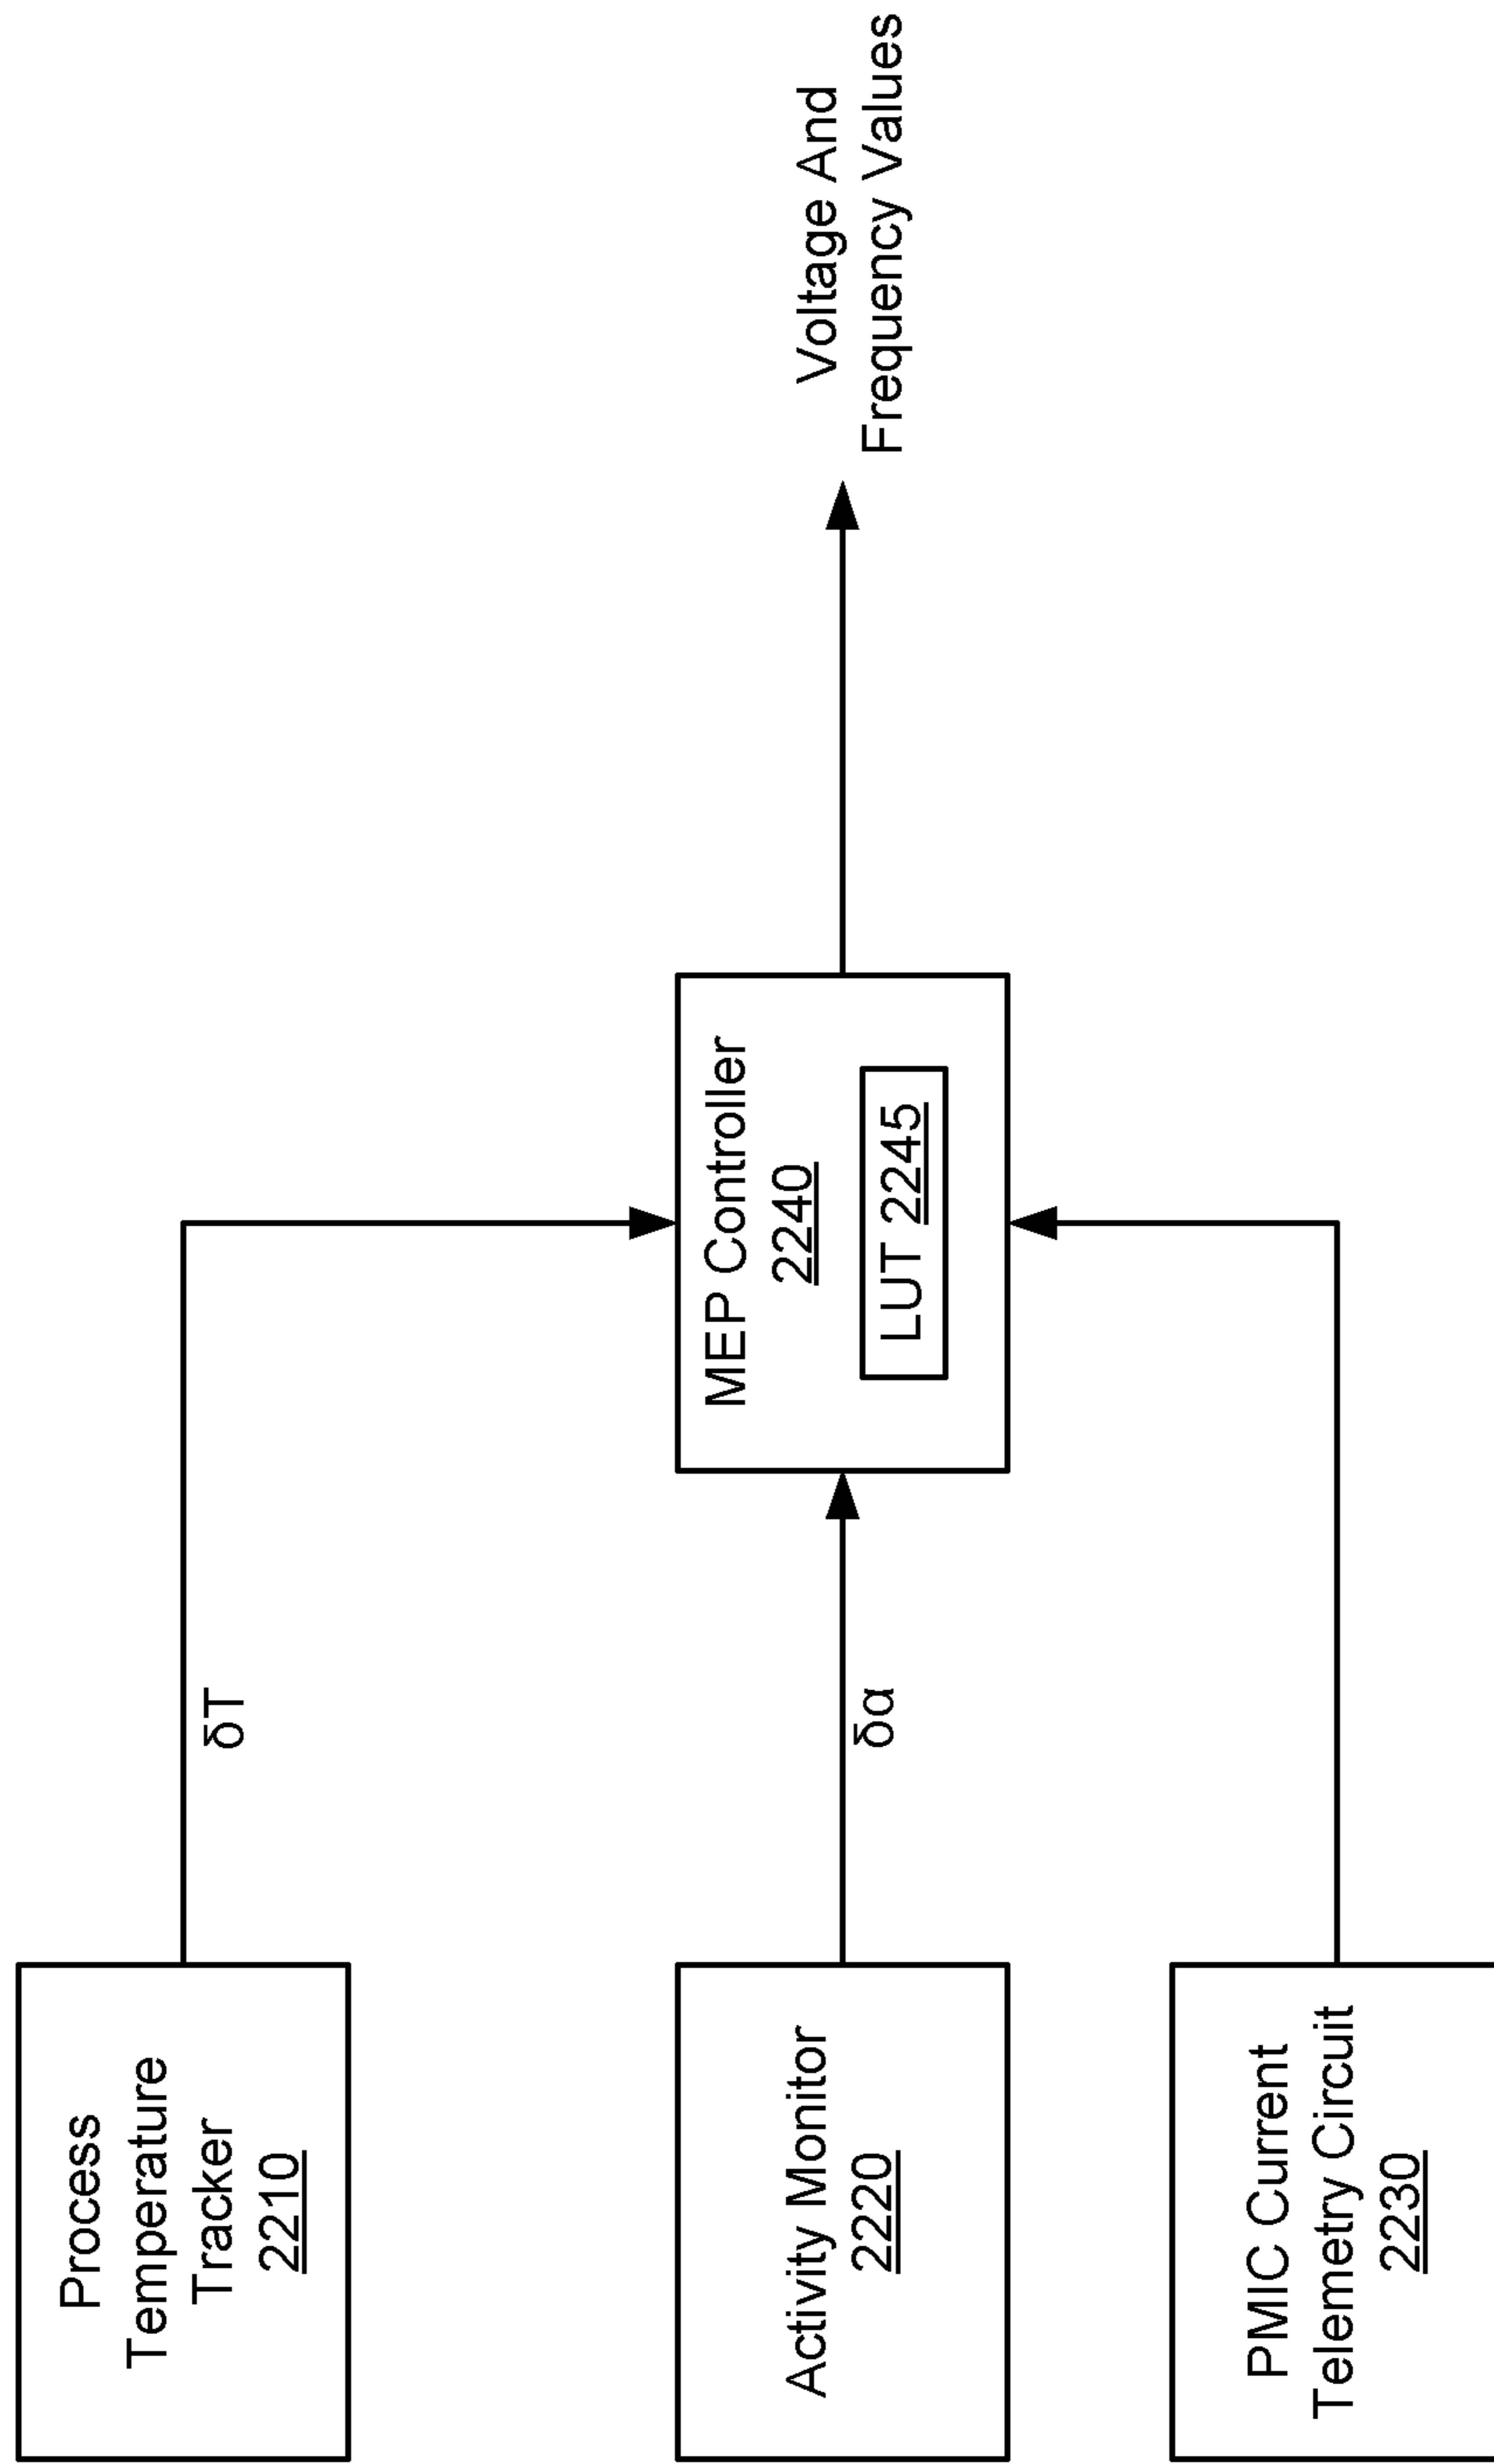 Process
Temperature
Tracker
2210
δT
Activity Monitor
2220
δα
PMIC Current
Telemetry Circuit
2230
MEP Controller
2240
LUT 2245
Voltage And
Frequency Values